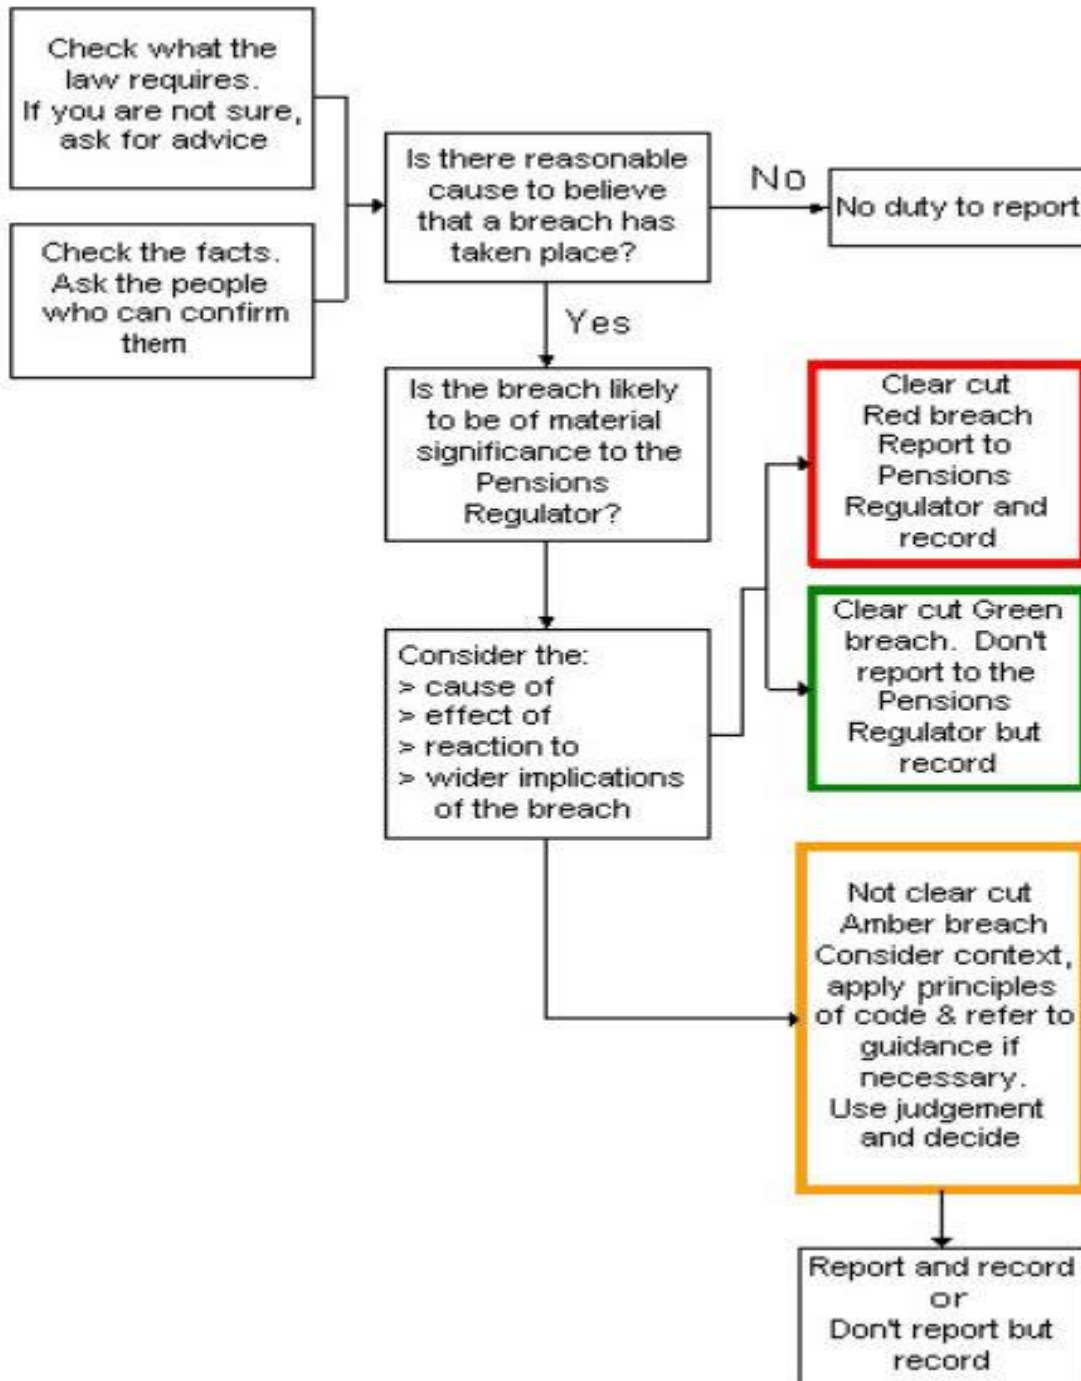 Check what the
law requires.
If you are not sure,
ask for advice
Check the facts.
Ask the people
who can confirm
them
Is there reasonable
cause to believe
that a breach has
taken place?
No
No duty to report
Yes
Is the breach likely
to be of material
significance to the
Pensions
Regulator?
Consider the:
> cause of
> effect of
> reaction to
> wider implications
of the breach
Clear cut
Red breach
Report to
Pensions
Regulator and
record
Clear cut Green
breach. Don't
report to the
Pensions
Regulator but
record
Not clear cut
Amber breach
Consider context,
apply principles
of code & refer to
guidance if
necessary.
Use judgement
and decide
Report and record
or
Don't report but
record